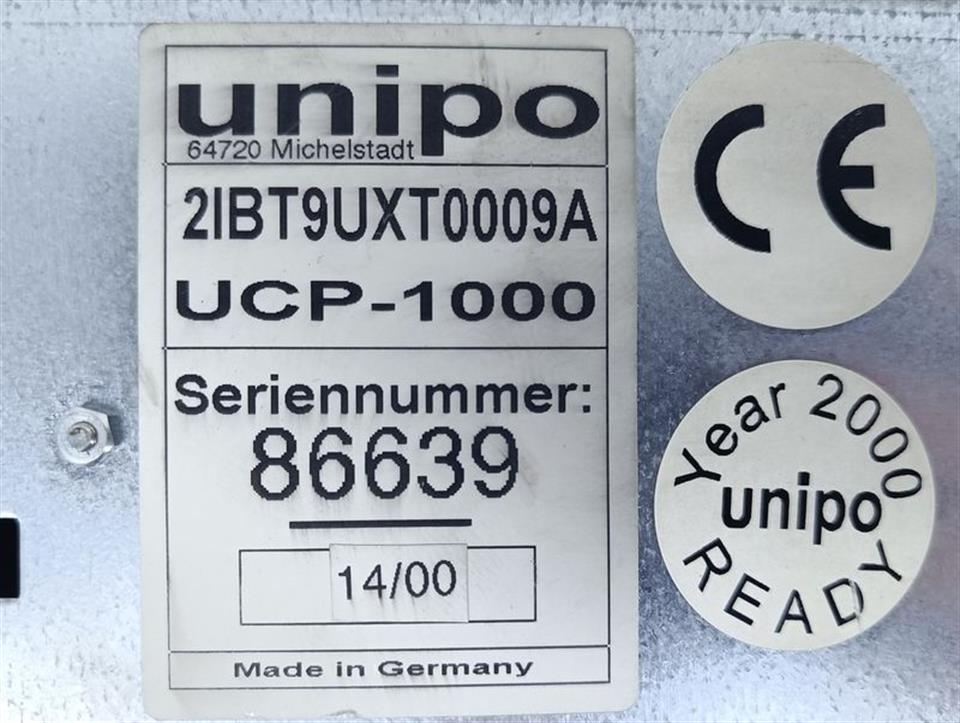 unipo
64720 Michelstadt
2IBT9UXT0009A
UCP-1000
Seriennummer:
86639
14/00
Made in Germany
CE
Year 2000
unipo
READY